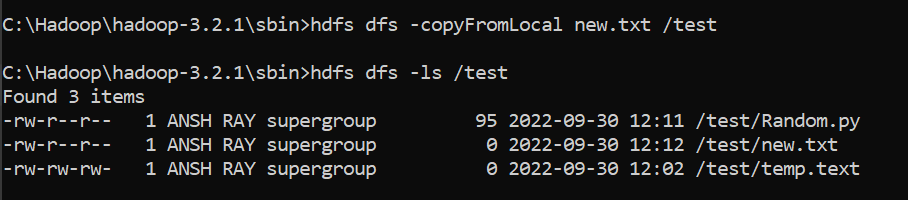 C:\Hadoop\hadoop-3.2.1\sbin>hdfs dfs -copyFromLocal new.txt /test
C:\Hadoop\hadoop-3.2.1\sbin>hdfs dfs -ls /test
Found 3 items
-rw-r--r--   1 ANSH RAY supergroup         95 2022-09-30 12:11 /test/Random.py
-rw-r--r--   1 ANSH RAY supergroup          0 2022-09-30 12:12 /test/new.txt
-rw-rw-rw-   1 ANSH RAY supergroup          0 2022-09-30 12:02 /test/temp.text